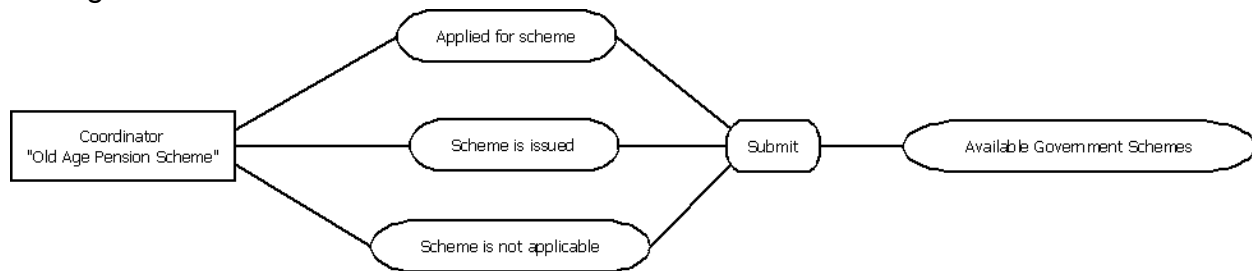 Applied for scheme
Coordinator
"Old Age Pension Scheme"
Scheme is issued
Submit
Available Government Schemes
Scheme is not applicable